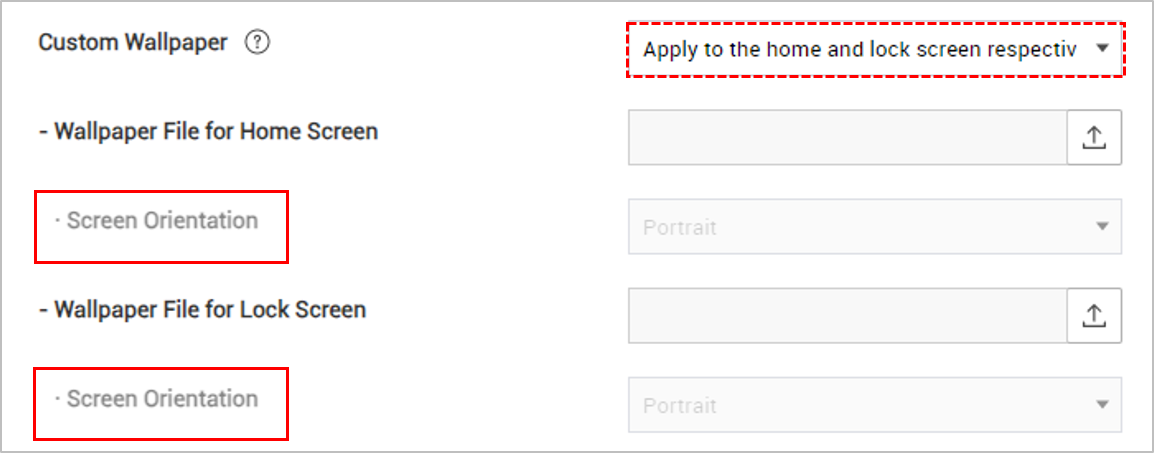 Custom Wallpaper ?
Apply to the home and lock screen respectiv
- Wallpaper File for Home Screen
· Screen Orientation
Portrait
- Wallpaper File for Lock Screen
· Screen Orientation
Portrait